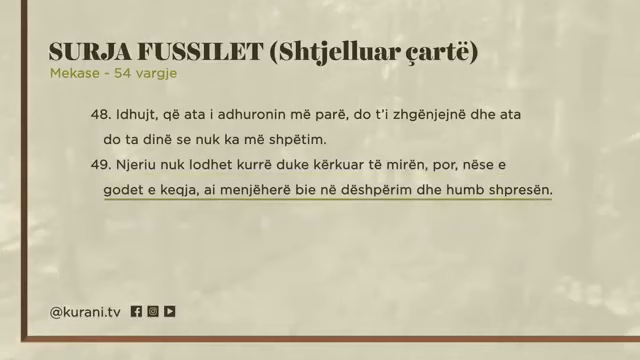 SURJA FUSSILET (Shtjelluar çartë)
Mekase - 54 vargje
48. Idhujt, që ata i adhuronin më parë, do t'i zhgënjejnë dhe ata
do ta dinë se nuk ka më shpëtim.
49. Njeriu nuk lodhet kurrë duke kërkuar të mirën, por, nëse e
godet e keqja, ai menjëherë bie në dëshpërim dhe humb shpresën.
@kurani.tv